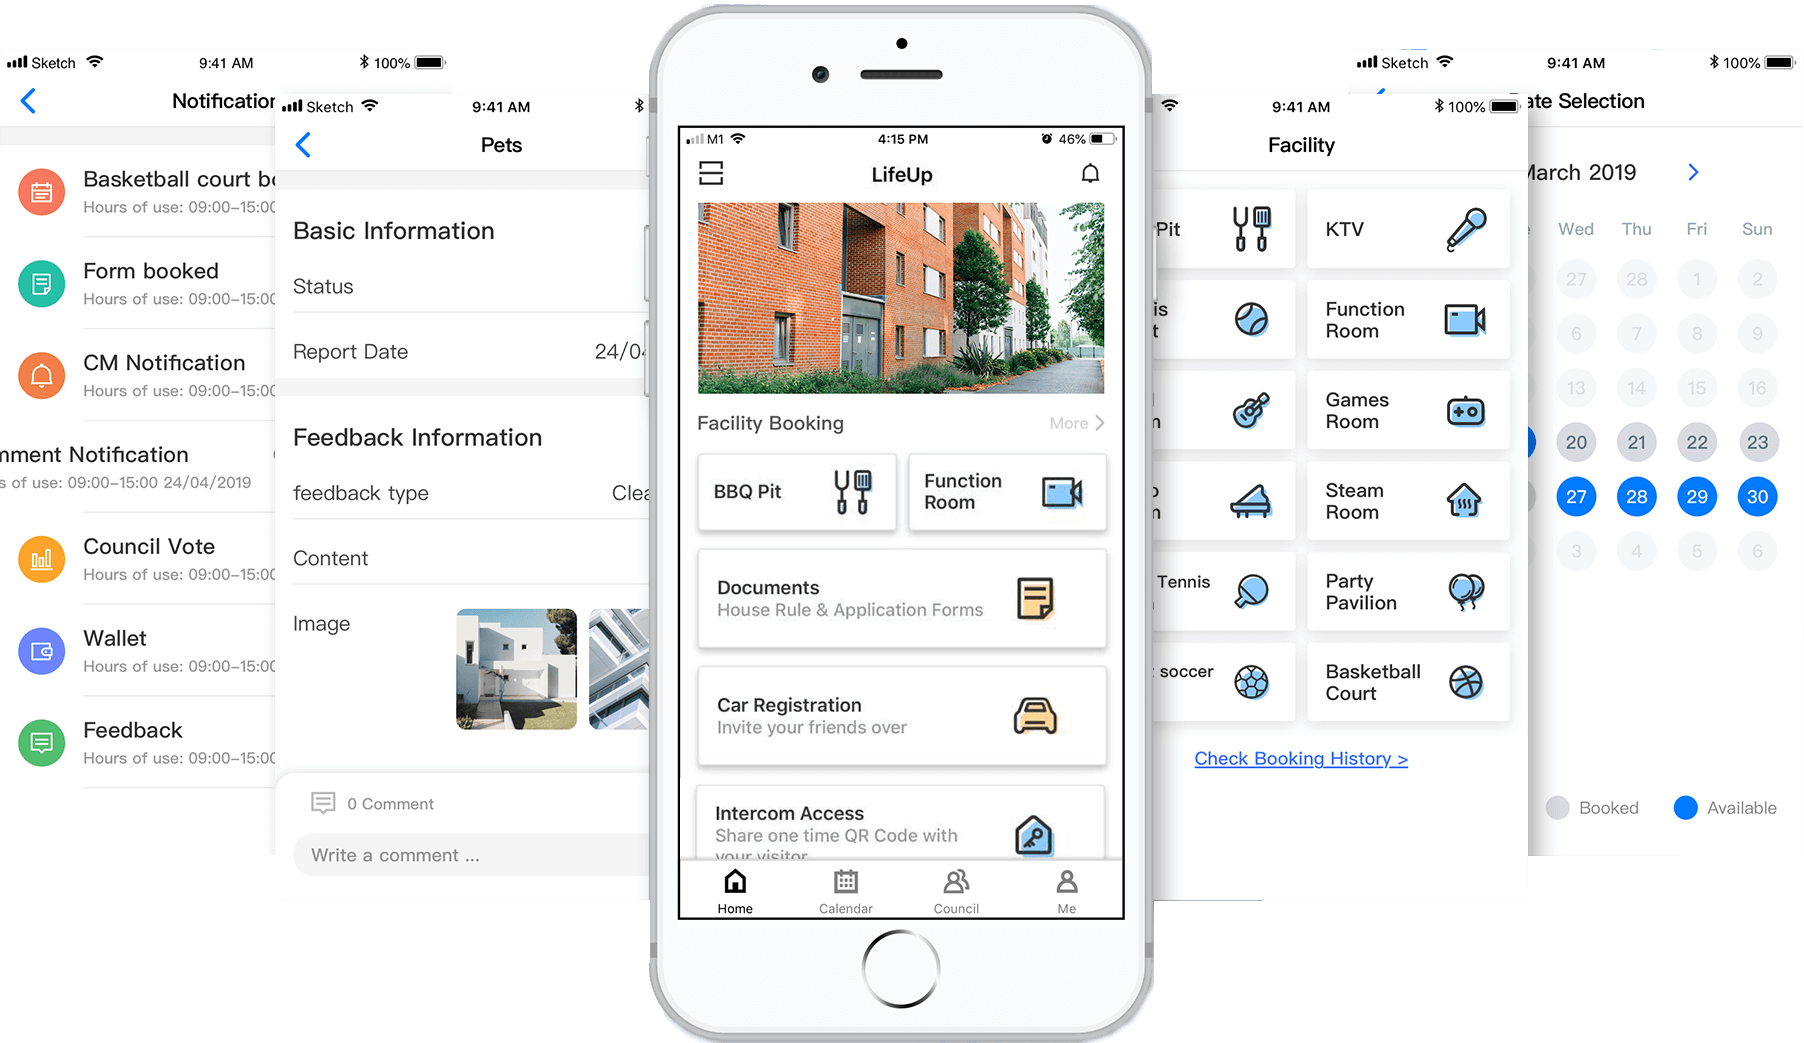 Sketch
9:41 AM
100%
Notification
Basketball court
Hours of use: 09:00-15:00
Form booked
Hours of use: 09:00-15:00
CM Notification
Hours of use: 09:00-15:00
Notification
of use: 09:00-15:00 24/04/2019
Council Vote
Hours of use: 09:00-15:00
Wallet
Hours of use: 09:00-15:00
Feedback
Hours of use: 09:00-15:00
Sketch
9:41 AM
Pets
Basic Information
Status
Report Date
Feedback Information
feedback type
Content
Image
0 Comment
Write a comment ...
M1
4:15 PM
46%
LifeUp
Facility Booking
More
BBQ Pit
Function
Room
Documents
House Rule & Application Forms
Car Registration
Invite your friends over
Intercom Access
Share one time QR Code with
your visitor
Home
Calendar
Council
Me
9:41 AM
100%
Facility
Pit
KTV
Function
Room
Games
Room
Steam
Room
Tennis
Party
Pavilion
soccer
Basketball
Court
Check Booking History >
Sketch
9:41 AM
100%
Date Selection
March 2019
Wed Thu Fri Sun
27 28 1 2
6 7 8 9
13 14 15 16
20 21 22 23
27 28 29 30
3 4 5 6
Booked
Available